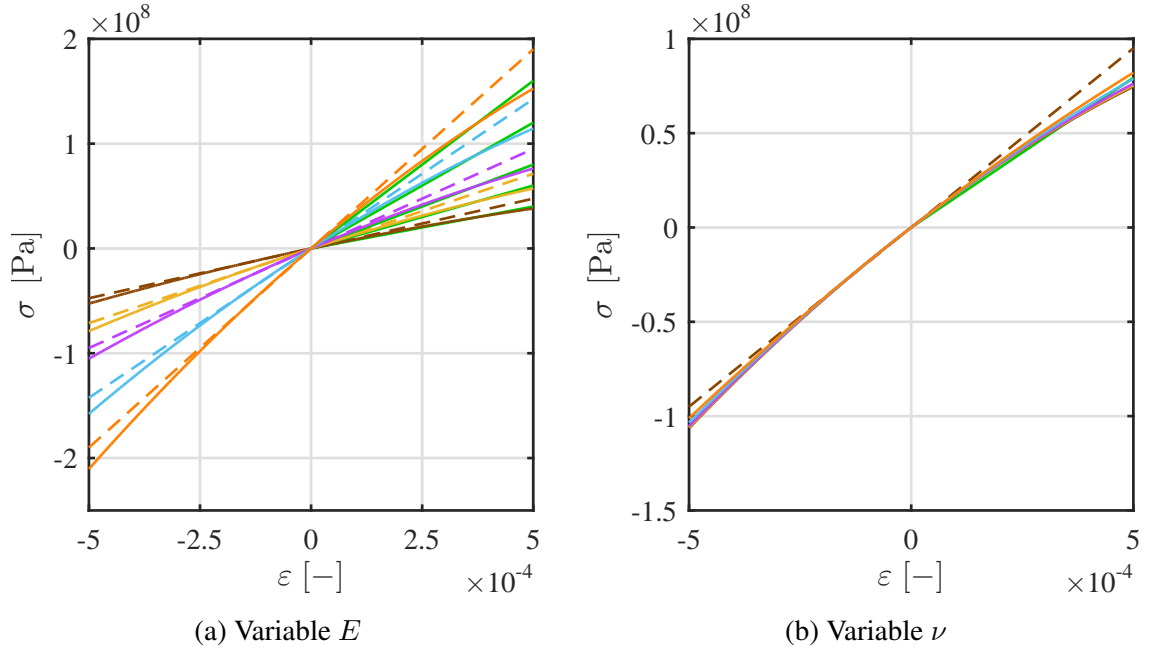 ×10^8
2
1
0
-1
-2
σ [Pa]
-5 -2.5 0 2.5 5
ε [−]
×10^-4
(a) Variable E
×10^8
1
0.5
0
-0.5
-1
-1.5
σ [Pa]
-5 0 5
ε [−]
×10^-4
(b) Variable ν